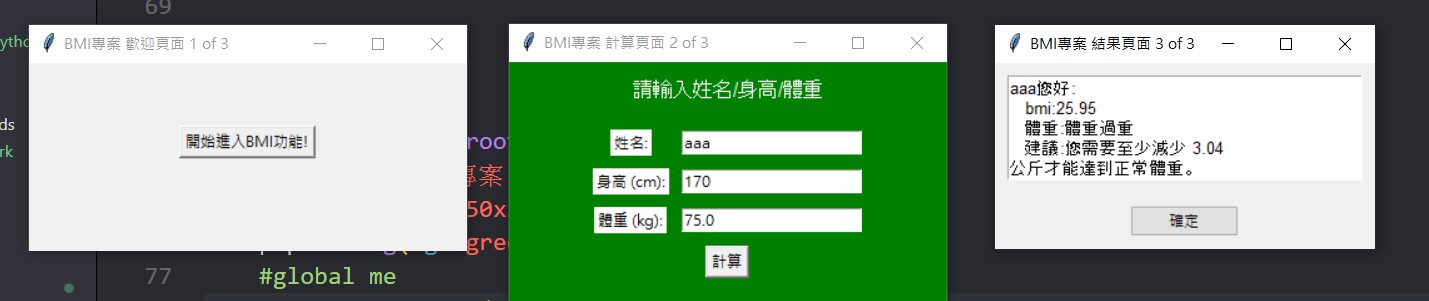 69
ytho
BMI專案 歡迎頁面 1 of 3
BMI專案 計算頁面 2 of 3
BMI專案 結果頁面 3 of 3
請輸入姓名/身高/體重
aaa您好:
bmi:25.95
體重:體重過重
建議:您需要至少減少 3.04
公斤才能達到正常體重。
ds
rk
開始進入BMI功能!
root
姓名:
aaa
專案
身高 (cm):
170
50x
體重 (kg):
75.0
確定
gree
計算
77
#global me